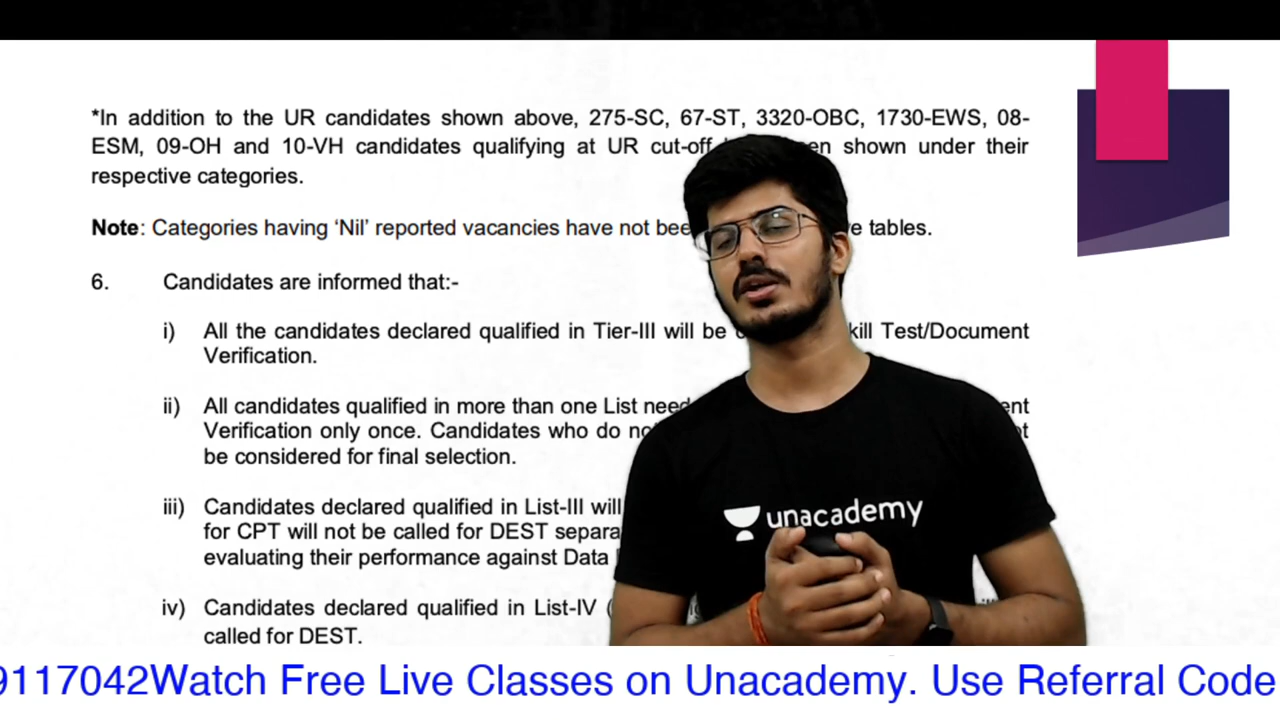 *In addition to the UR candidates shown above, 275-SC, 67-ST, 3320-OBC, 1730-EWS, 08-
ESM, 09-OH and 10-VH candidates qualifying at UR cut-off shown under their
respective categories.
Note: Categories having ‘Nil’ reported vacancies have not tables.
6. Candidates are informed that:-
i) All the candidates declared qualified in Tier-III will be Test/Document
Verification.
ii) All candidates qualified in more than one List need
Verification only once. Candidates who do
be considered for final selection.
iii) Candidates declared qualified in List-III will
for CPT will not be called for DEST
evaluating their performance against Data
iv) Candidates declared qualified in List-IV
called for DEST.
unacademy
9117042Watch Free Live Classes on Unacademy. Use Referral Code